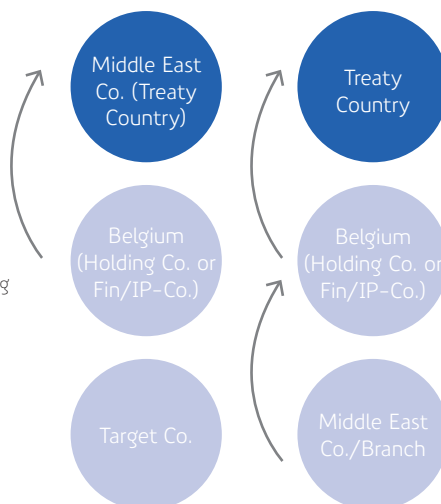 Middle East
Co. (Treaty
Country)
Treaty
Country
Belgium
(Holding Co. or
Fin/IP-Co.)
Belgium
(Holding Co. or
Fin/IP-Co.)
g
Target Co.
Middle East
Co./Branch